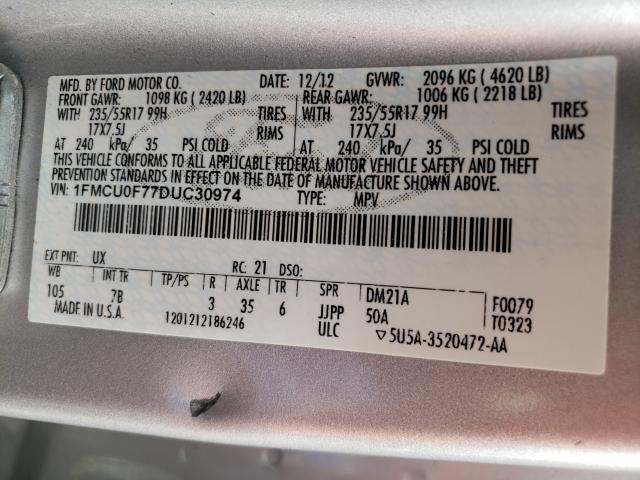 MFD. BY FORD MOTOR CO. DATE: 12/12 GVWR: 2096 KG ( 4620 LB)
FRONT GAWR: 1098 KG ( 2420 LB) REAR GAWR: 1006 KG ( 2218 LB)
WITH 235/55R17 99H TIRES WITH 235/55R17 99H TIRES
17X7.5J RIMS 17X7.5J RIMS
AT 240 kPa/ 35 PSI COLD AT 240 kPa/ 35 PSI COLD
THIS VEHICLE CONFORMS TO ALL APPLICABLE FEDERAL MOTOR VEHICLE SAFETY AND THEFT
PREVENTION STANDARDS IN EFFECT ON THE DATE OF MANUFACTURE SHOWN ABOVE.
VIN: 1FMCU0F77DUC30974 TYPE: MPV
EXT PNT: UX RC: 21 DSO:
WB INT TR TP/PS R AXLE TR SPR DM21A F0079
105 7B 3 35 6 JJPP 50A T0323
MADE IN U.S.A. 1201212186246 ULC ▽5U5A-3520472-AA